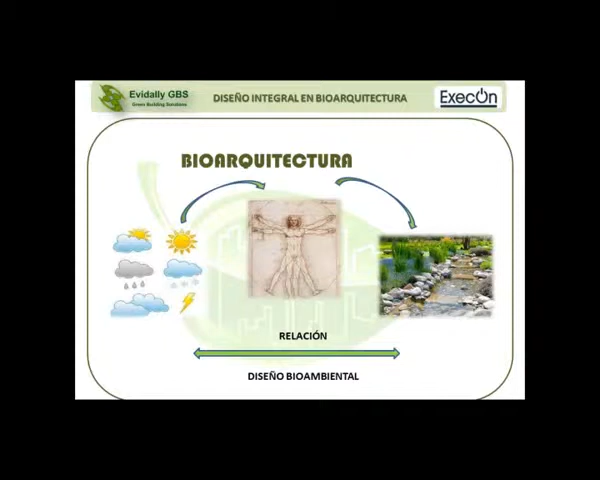 Evidally GBS
Green Building Solutions
DISEÑO INTEGRAL EN BIOARQUITECTURA
ExecOn
BIOARQUITECTURA
RELACIÓN
DISEÑO BIOAMBIENTAL